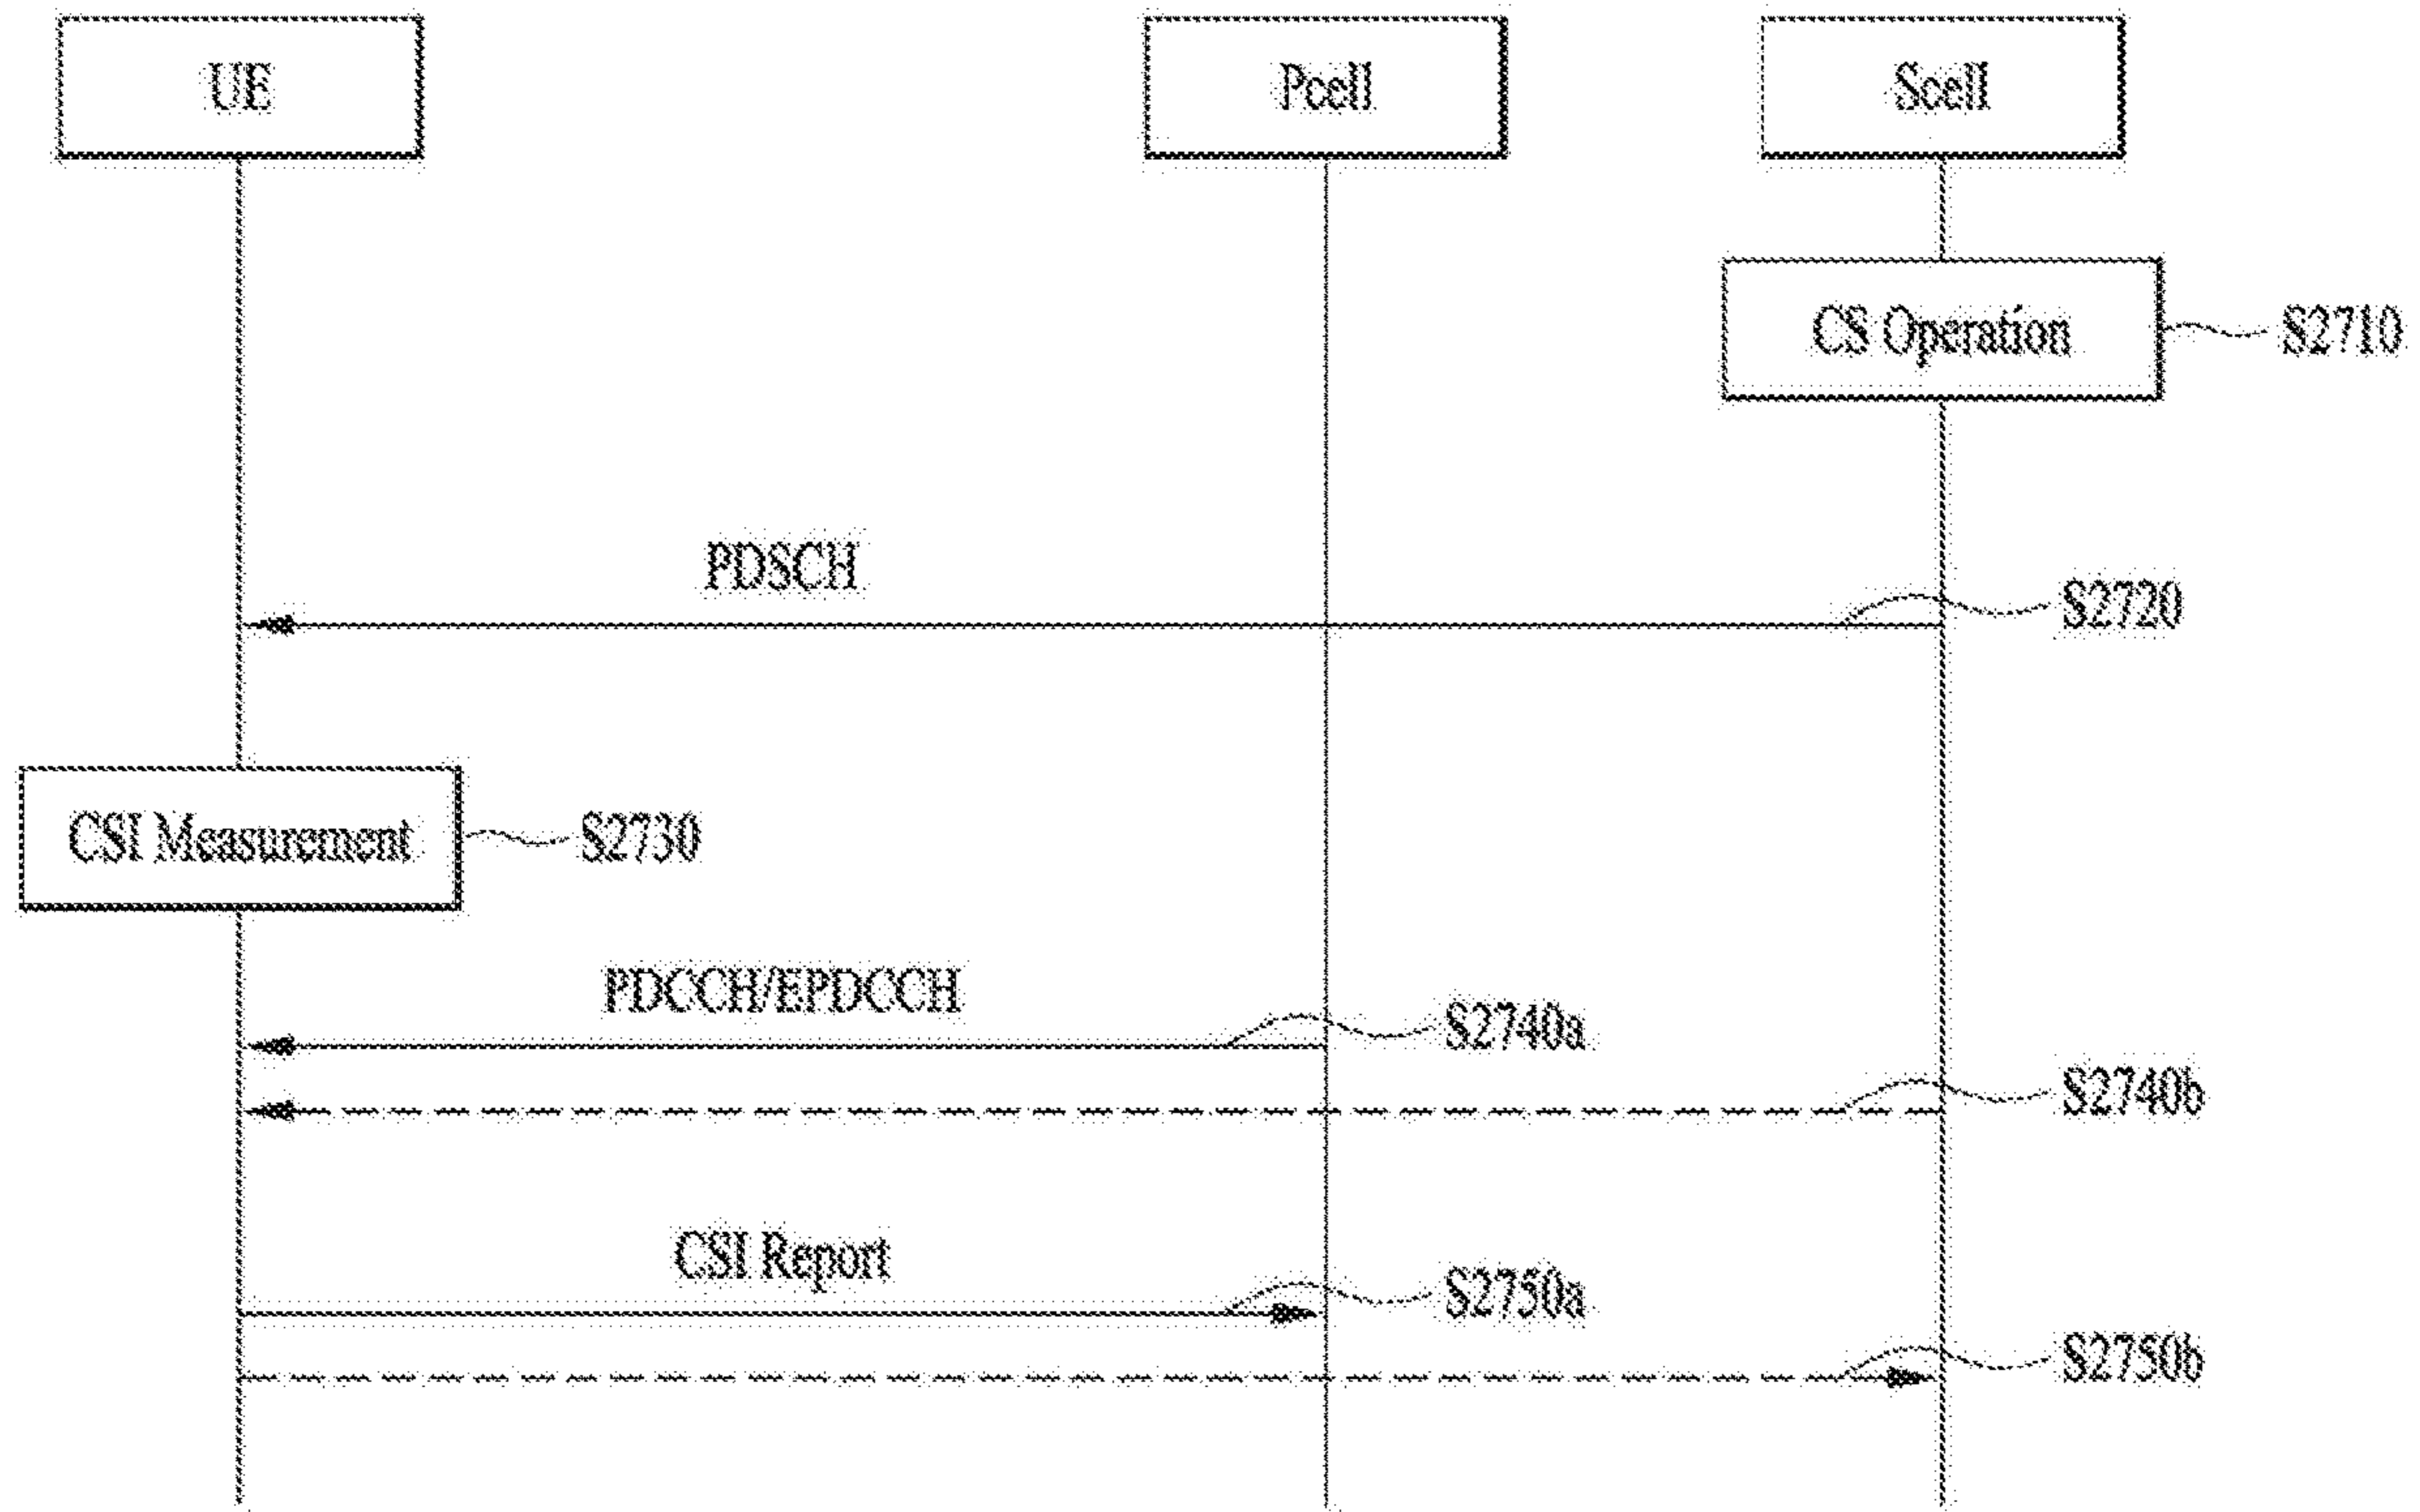 UE
Pcell
Scell
CS Operation
S2710
PDSCH
S2720
CSI Measurement
S2730
PDCCH/EPDCCH
S2740a
S2740b
CSI Report
S2750a
S2750b